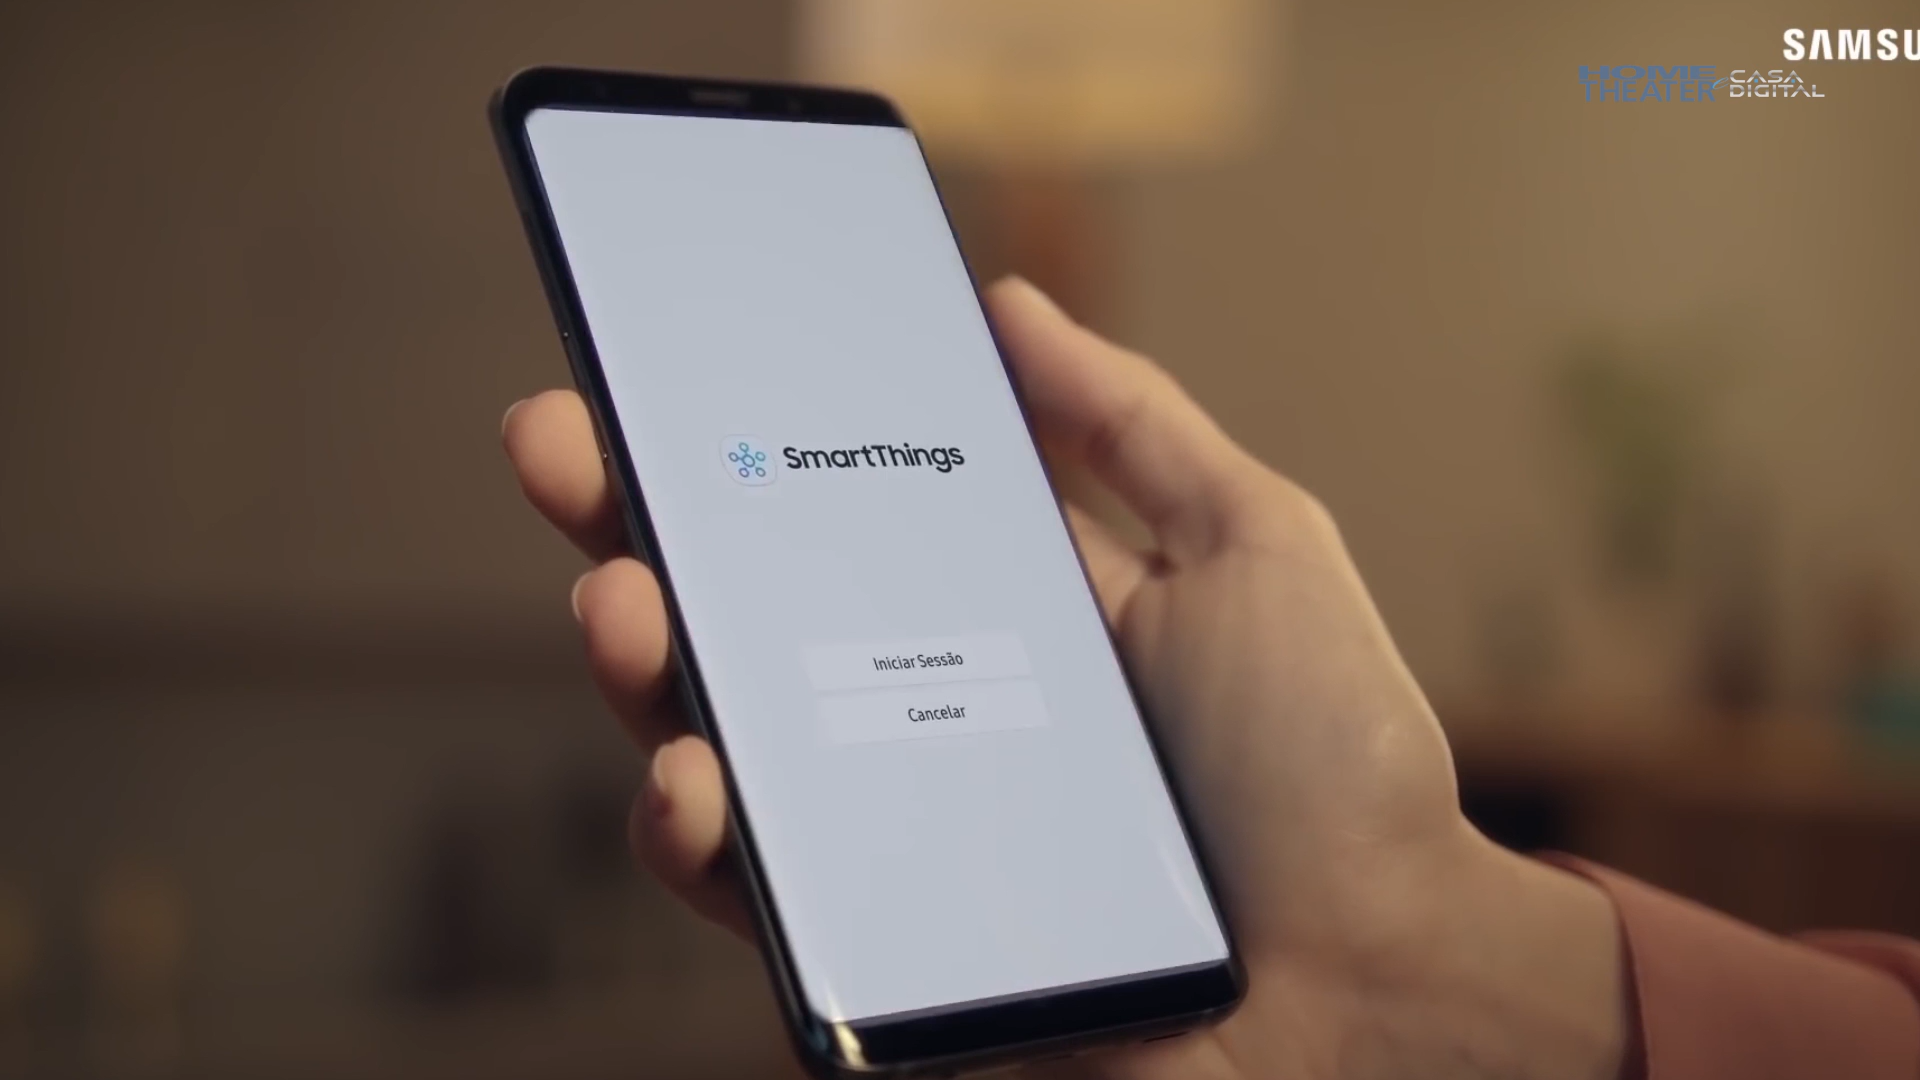 SAMSU
HOME THEATER e CASA DIGITAL
SmartThings
Iniciar Sessão
Cancelar